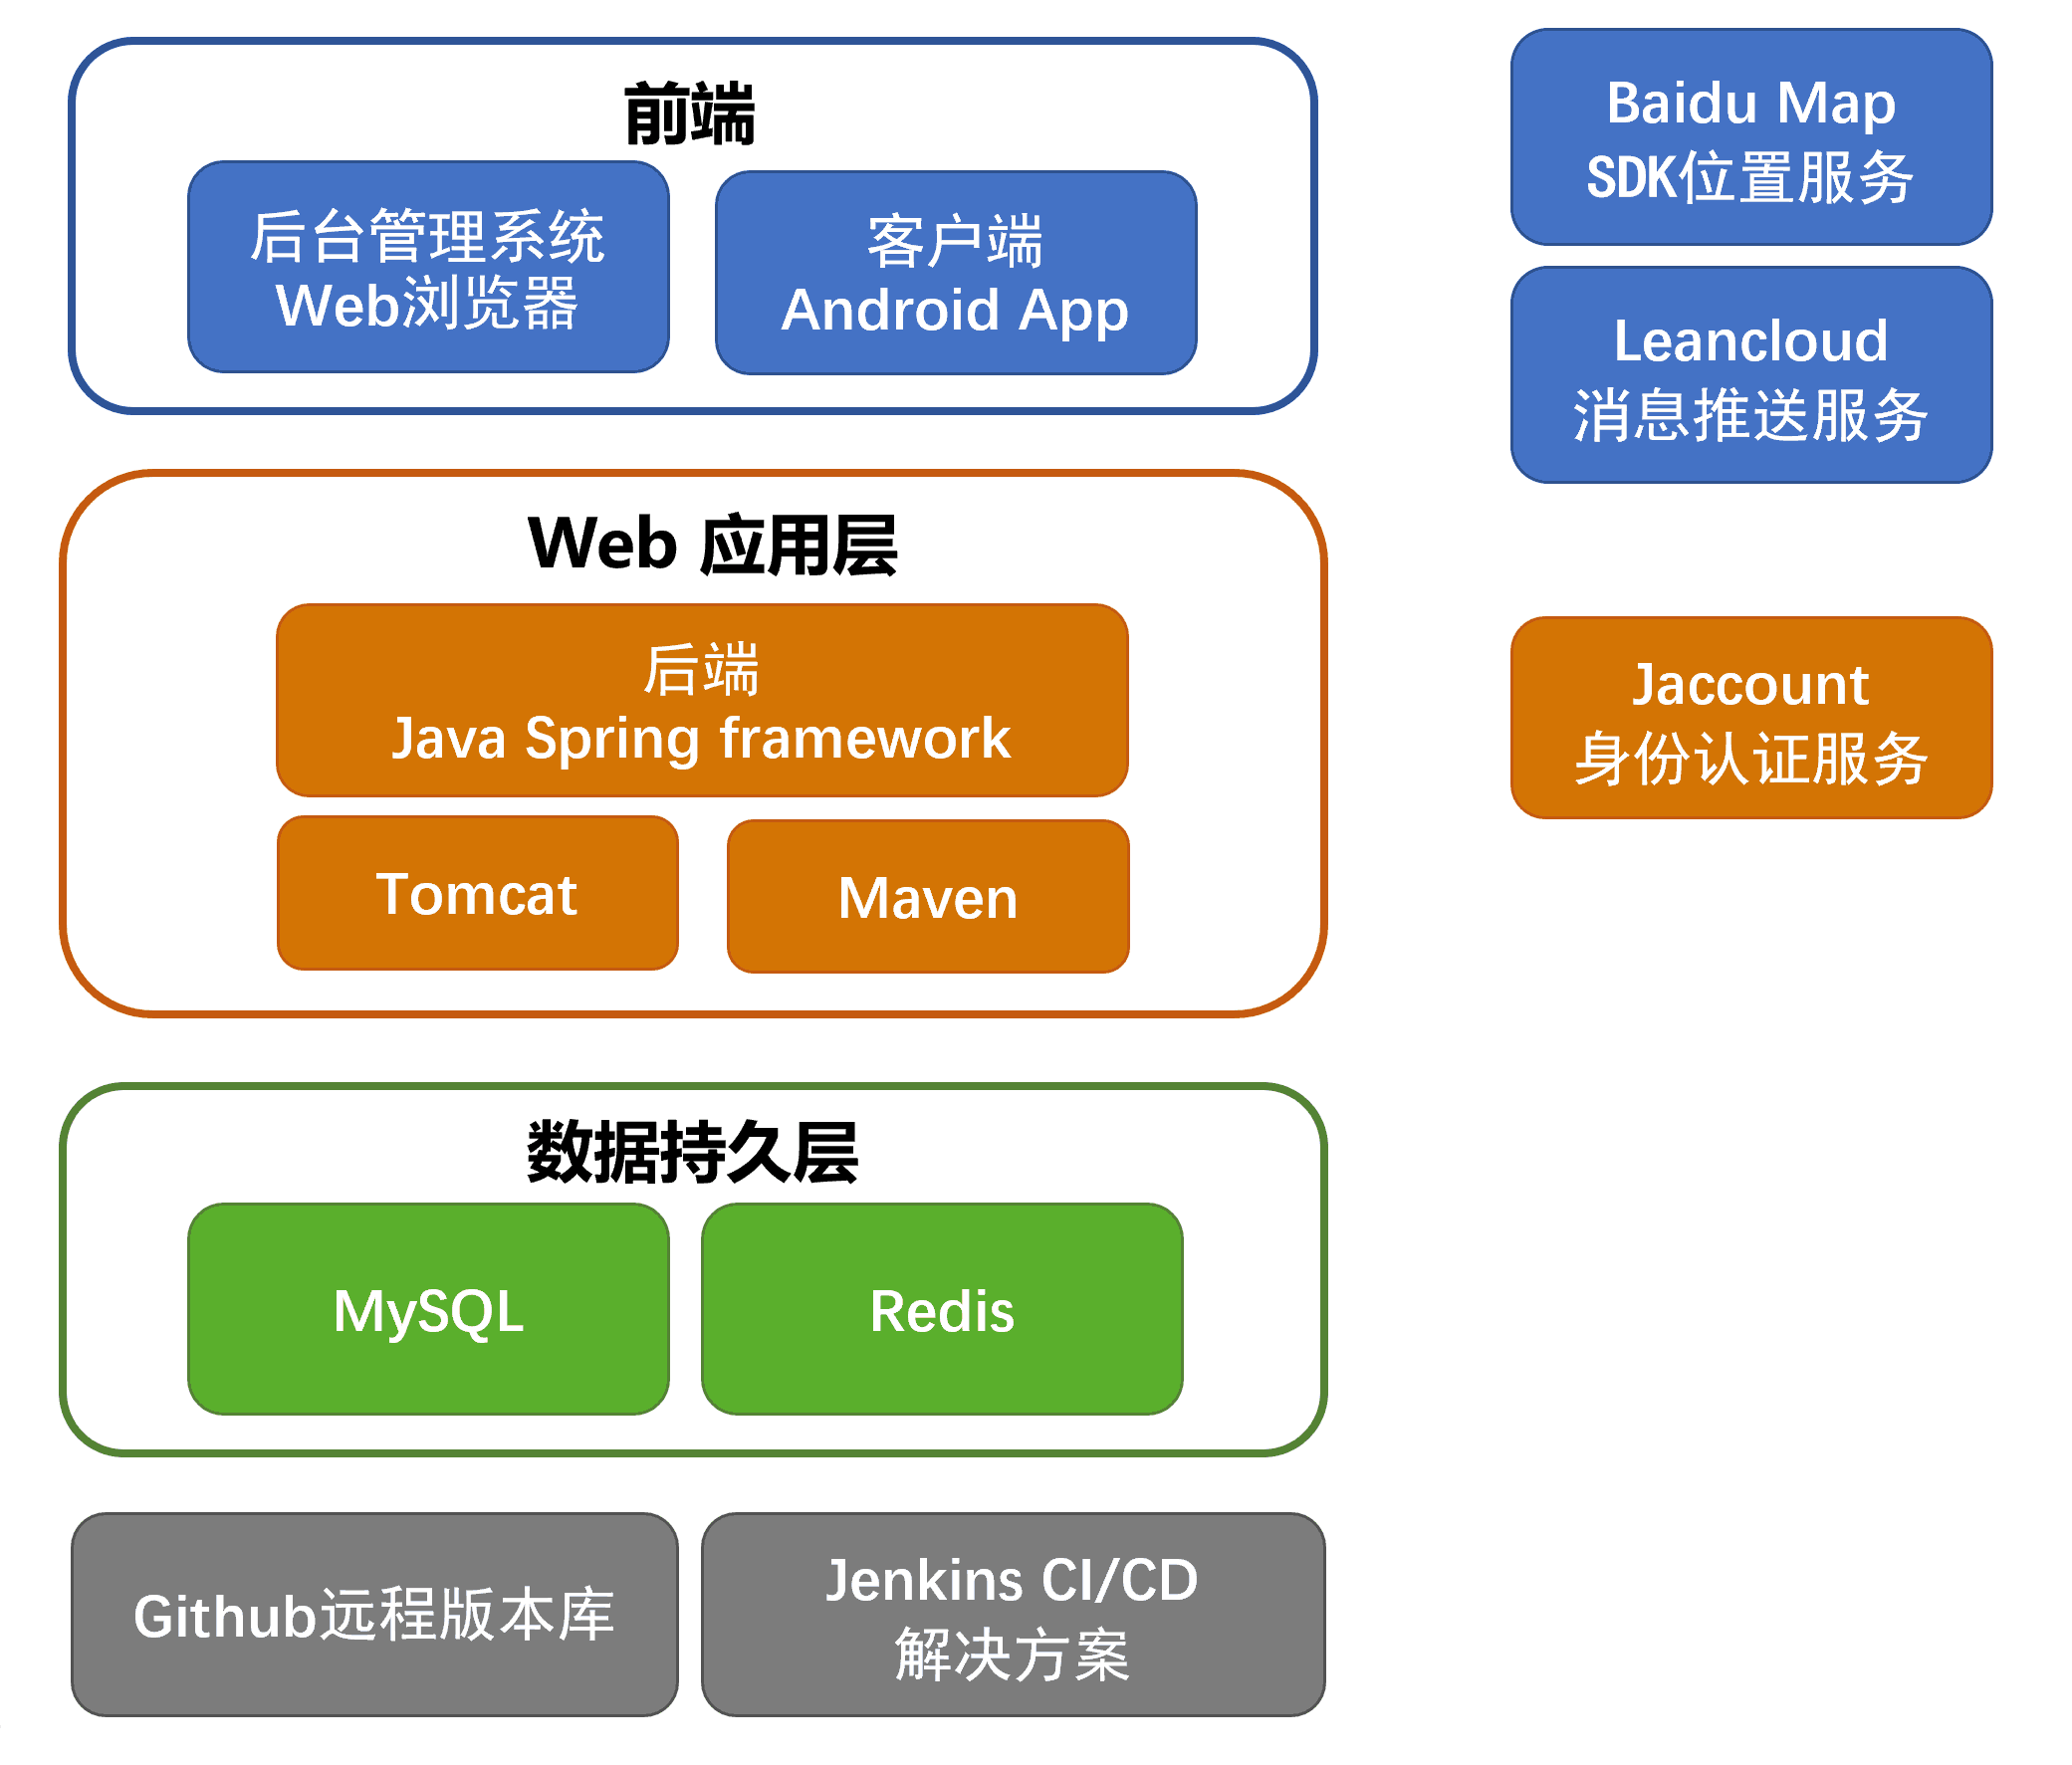 前端
后台管理系统
Web浏览器
客户端
Android App
Baidu Map
SDK位置服务
Leancloud
消息推送服务
Web 应用层
后端
Java Spring framework
Tomcat
Maven
Jaccount
身份认证服务
数据持久层
MySQL
Redis
Github远程版本库
Jenkins CI/CD
解决方案